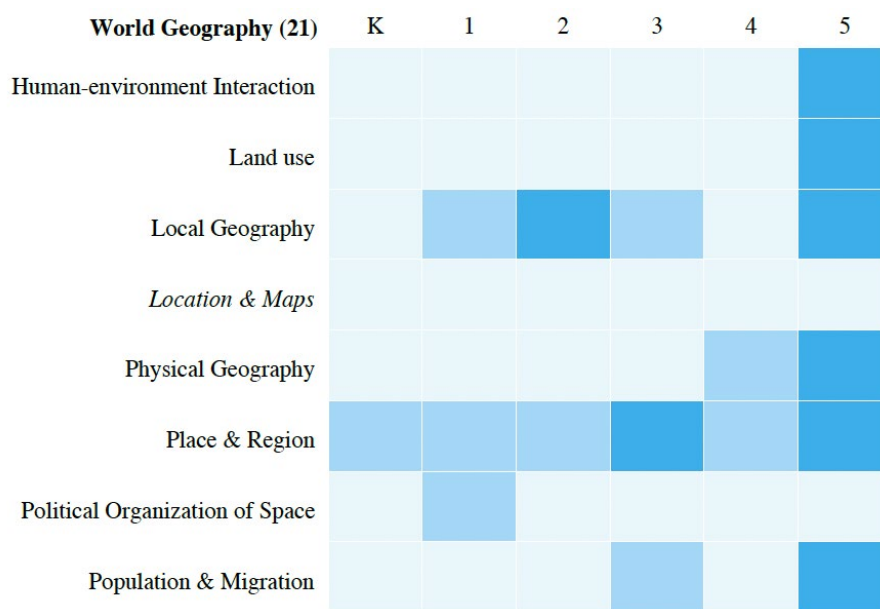 World Geography (21) K 1 2 3 4 5
Human-environment Interaction
Land use
Local Geography
Location & Maps
Physical Geography
Place & Region
Political Organization of Space
Population & Migration